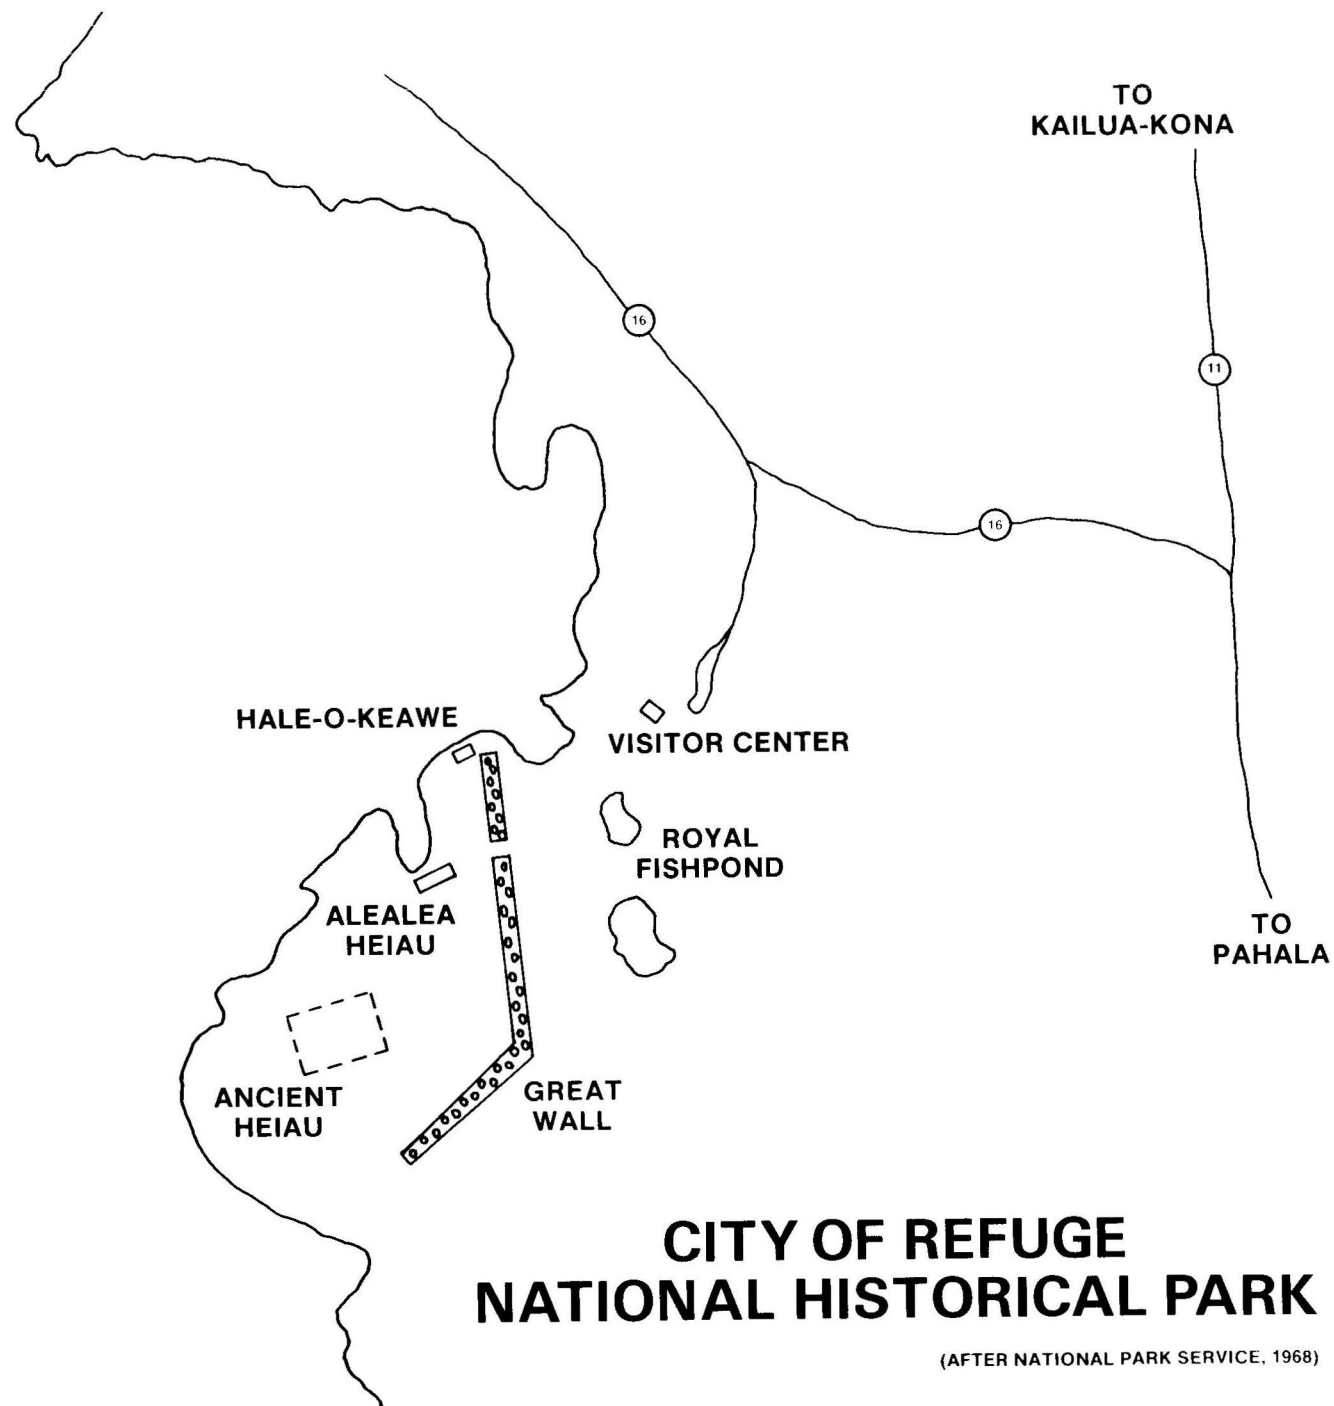 TO
KAILUA-KONA
16
11
16
HALE-O-KEAWE
VISITOR CENTER
ROYAL
FISHPOND
ALEALEA
HEIAU
TO
PAHALA
ANCIENT
HEIAU
GREAT
WALL
CITY OF REFUGE
NATIONAL HISTORICAL PARK
(AFTER NATIONAL PARK SERVICE, 1968)